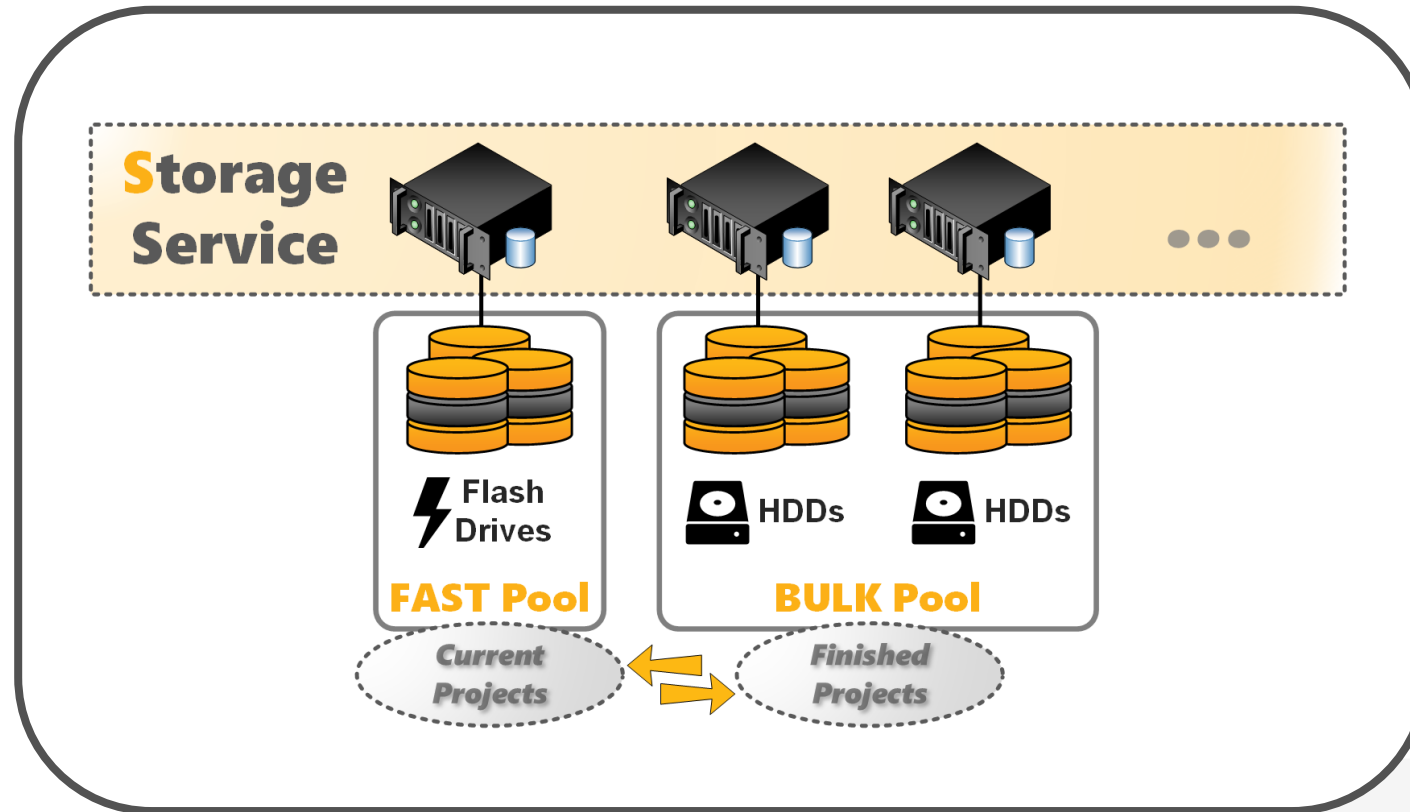 Storage
Service
Flash
Drives
HDDs
HDDs
FAST Pool
BULK Pool
Current
Projects
Finished
Projects